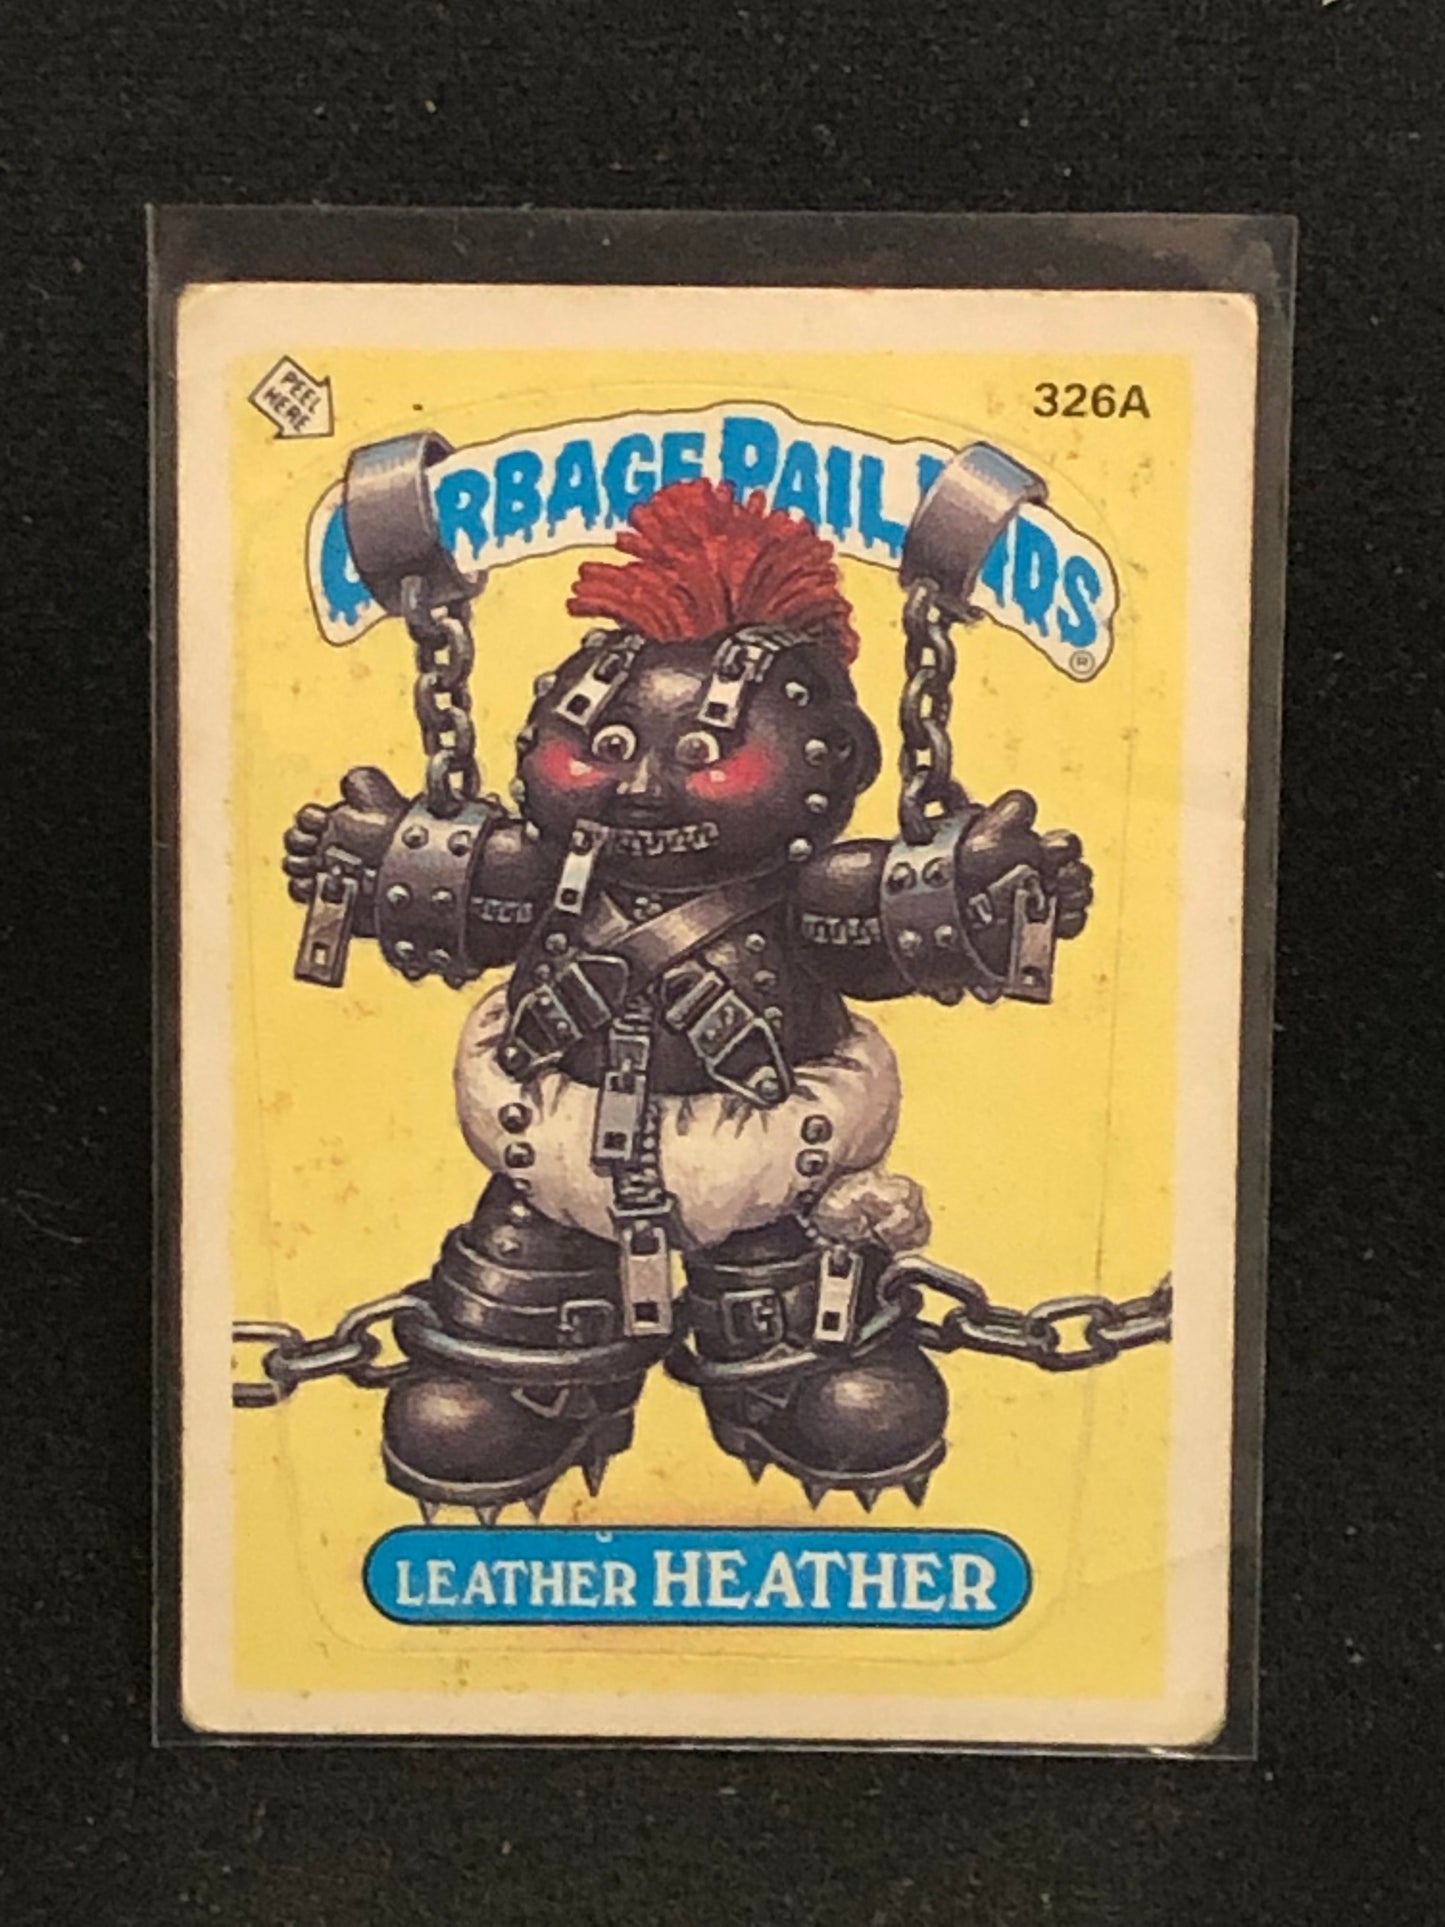 PEEL
HERE
326A
GARBAGE PAIL KIDS
®
LEATHER HEATHER